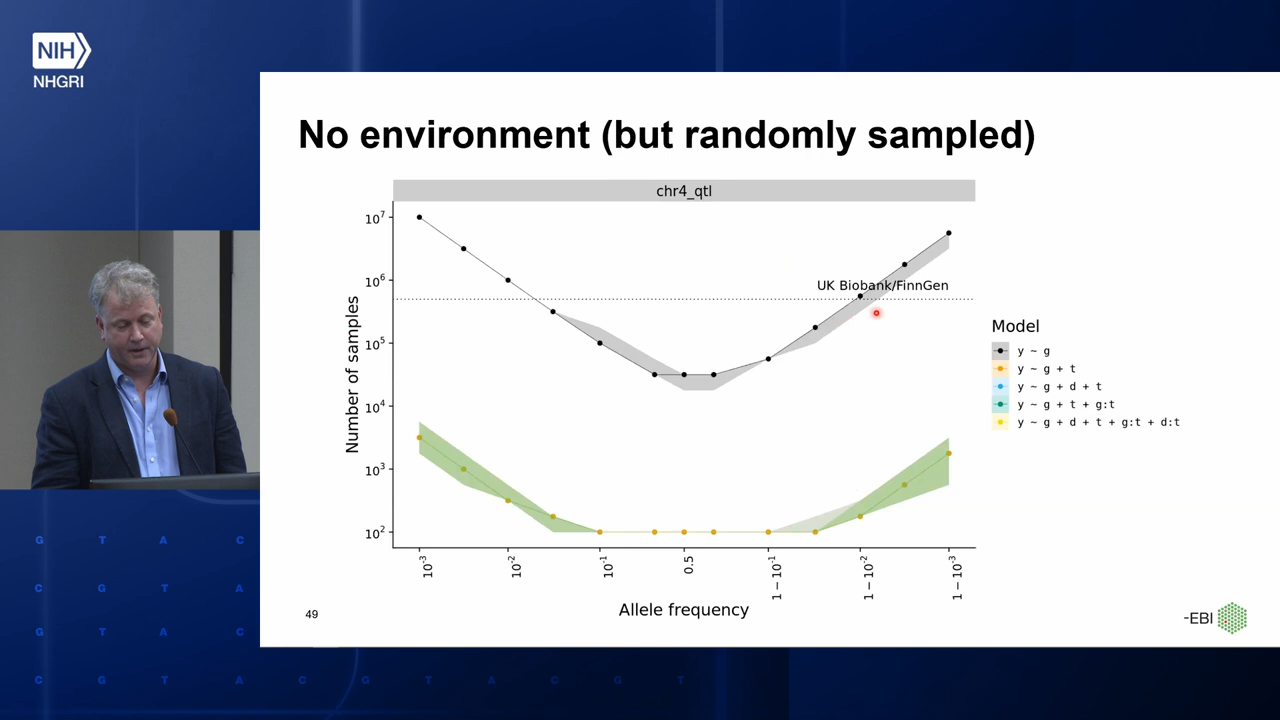 NIH
NHGRI
No environment (but randomly sampled)
chr4_qtl
10^7
10^6
10^5
10^4
10^3
10^2
Number of samples
UK Biobank/FinnGen
10^-3
10^-2
10^-1
0.5
1 − 10^-1
1 − 10^-2
1 − 10^-3
Allele frequency
Model
y ~ g
y ~ g + t
y ~ g + d + t
y ~ g + t + g:t
y ~ g + d + t + g:t + d:t
49
-EBI
G T A C
C G T A
G T A C
C G T A C G T A C G T